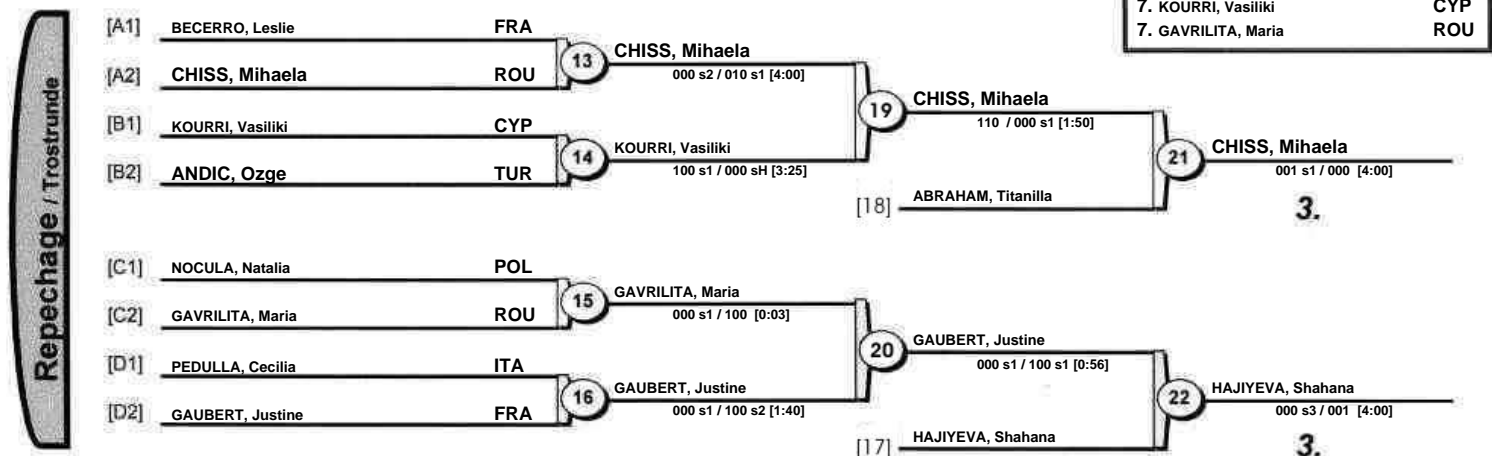 7. KOURRI, Vasiliki CYP
7. GAVRILITA, Maria ROU
Repechage / Trostrunde
[A1] BECERRO, Leslie FRA
[A2] CHISS, Mihaela ROU
13
CHISS, Mihaela
000 s2 / 010 s1 [4:00]
[B1] KOURRI, Vasiliki CYP
[B2] ANDIC, Ozge TUR
14
KOURRI, Vasiliki
100 s1 / 000 sH [3:25]
19
CHISS, Mihaela
110 / 000 s1 [1:50]
[18] ABRAHAM, Titanilla
21
CHISS, Mihaela
001 s1 / 000 [4:00]
3.
[C1] NOCULA, Natalia POL
[C2] GAVRILITA, Maria ROU
15
GAVRILITA, Maria
000 s1 / 100 [0:03]
[D1] PEDULLA, Cecilia ITA
[D2] GAUBERT, Justine FRA
16
GAUBERT, Justine
000 s1 / 100 s2 [1:40]
20
GAUBERT, Justine
000 s1 / 100 s1 [0:56]
[17] HAJIYEVA, Shahana
22
HAJIYEVA, Shahana
000 s3 / 001 [4:00]
3.